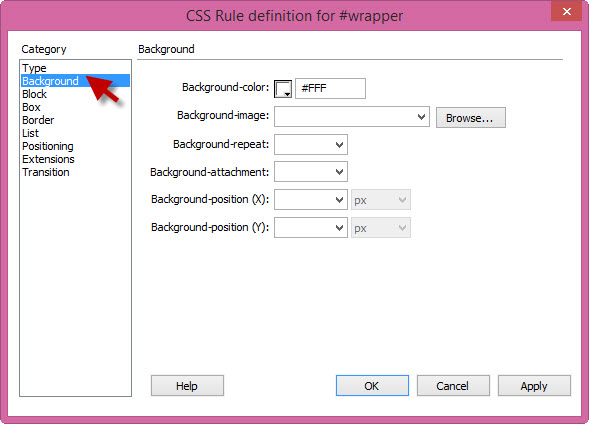 CSS Rule definition for #wrapper
Category
Type
Background
Block
Box
Border
List
Positioning
Extensions
Transition
Background
Background-color: #FFF
Background-image: Browse...
Background-repeat:
Background-attachment:
Background-position (X): px
Background-position (Y): px
Help OK Cancel Apply